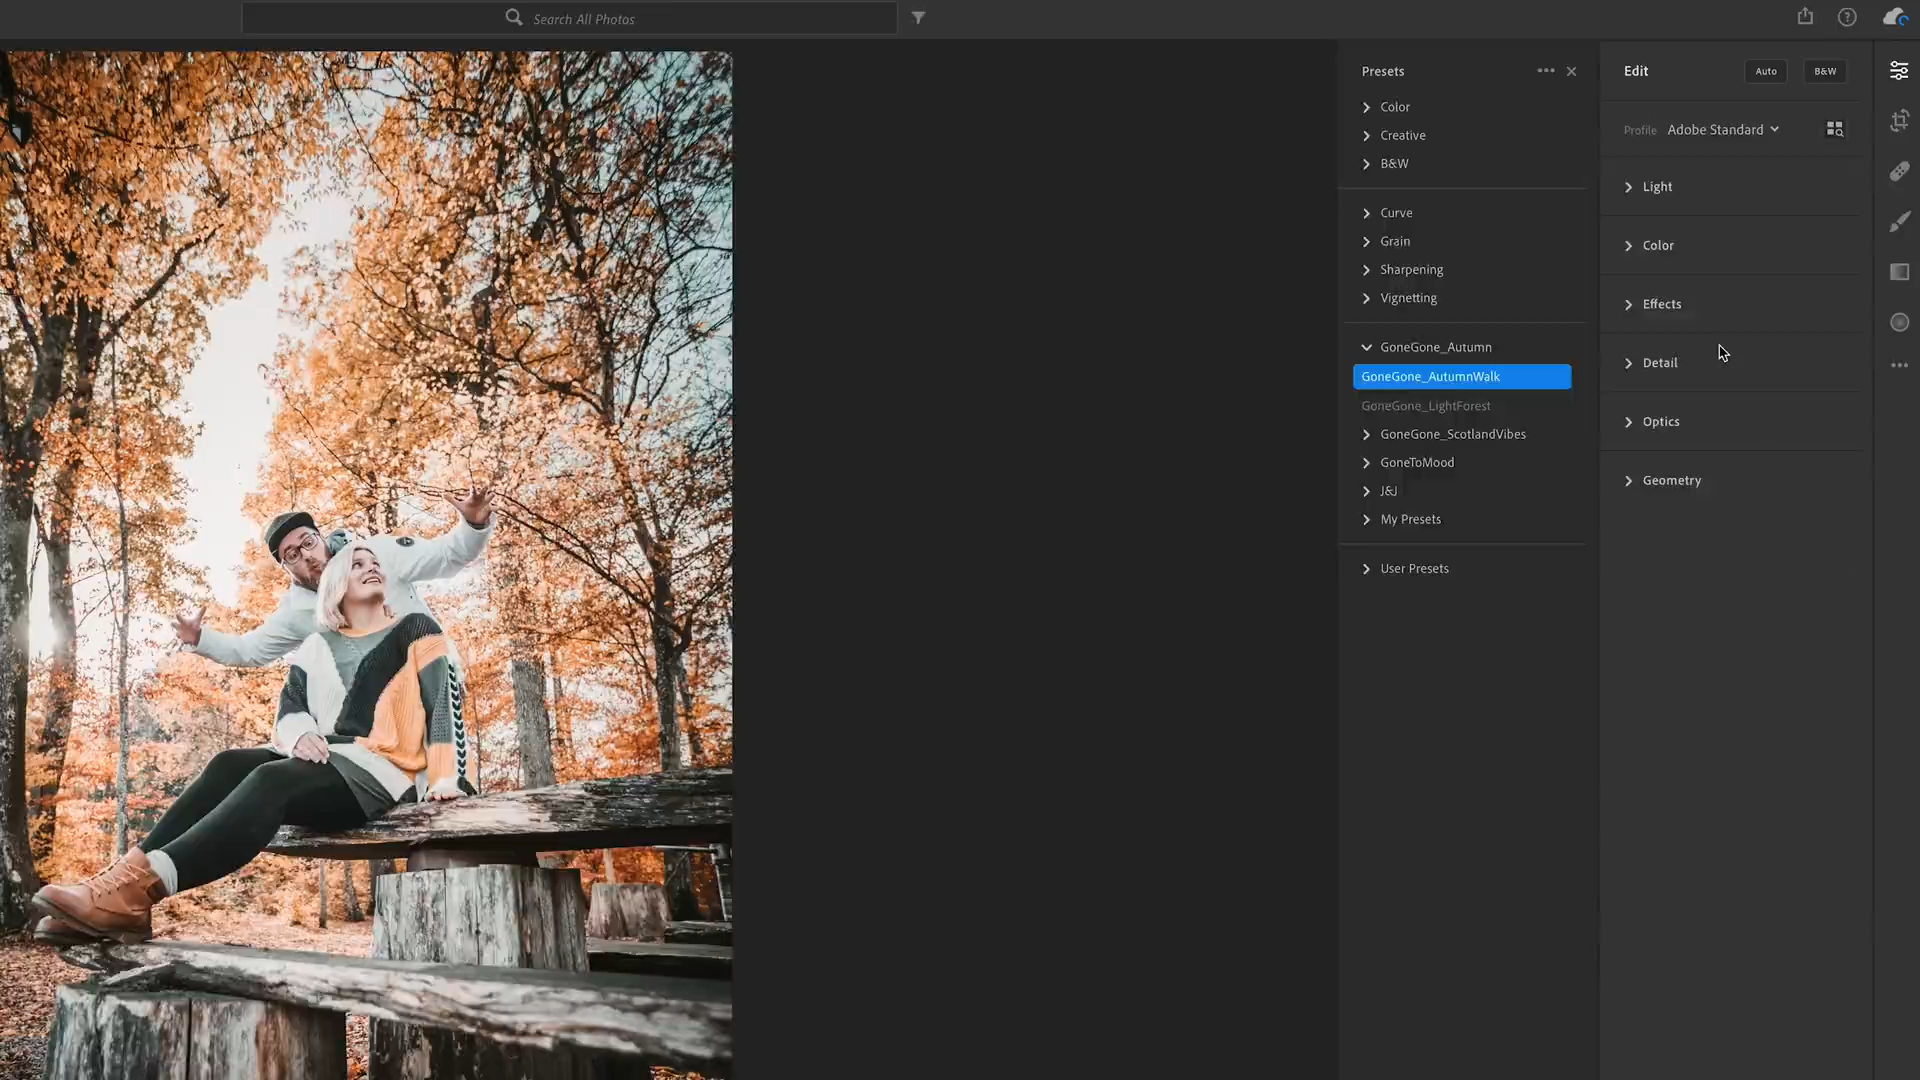 Search All Photos
Presets
Color
Creative
B&W
Curve
Grain
Sharpening
Vignetting
GoneGone_Autumn
GoneGone_AutumnWalk
GoneGone_LightForest
GoneGone_ScotlandVibes
GoneToMood
J&J
My Presets
User Presets
Edit
Auto
B&W
Profile Adobe Standard
Light
Color
Effects
Detail
Optics
Geometry